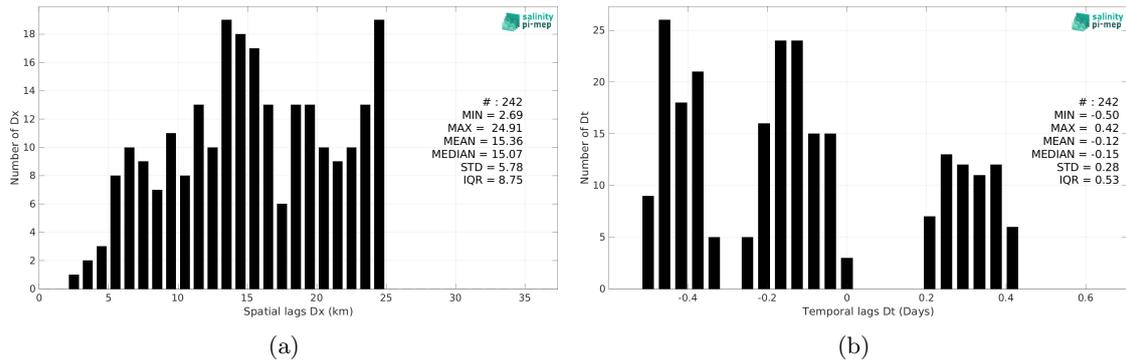 salinity
pi-mep
Number of Dx
18
16
14
12
10
8
6
4
2
0
# : 242
MIN = 2.69
MAX = 24.91
MEAN = 15.36
MEDIAN = 15.07
STD = 5.78
IQR = 8.75
0 5 10 15 20 25 30 35
Spatial lags Dx (km)
(a)
salinity
pi-mep
Number of Dt
25
20
15
10
5
0
# : 242
MIN = -0.50
MAX = 0.42
MEAN = -0.12
MEDIAN = -0.15
STD = 0.28
IQR = 0.53
-0.4 -0.2 0 0.2 0.4 0.6
Temporal lags Dt (Days)
(b)